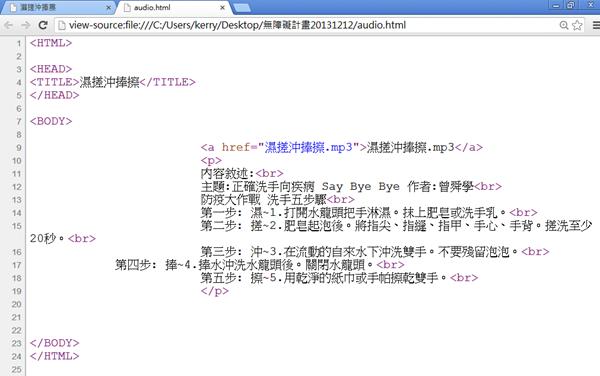 濕搓沖捧擦
audio.html
view-source:file:///C:/Users/kerry/Desktop/無障礙計畫20131212/audio.html
1 <HTML>
2
3 <HEAD>
4 <TITLE>濕搓沖捧擦</TITLE>
5 </HEAD>
6
7 <BODY>
8
9 <a href="濕搓沖捧擦.mp3">濕搓沖捧擦.mp3</a>
10 <p>
11 內容敘述:<br>
12 主題:正確洗手向疾病 Say Bye Bye 作者:曾舜學<br>
13 防疫大作戰 洗手五步驟<br>
14 第一步: 濕~1.打開水龍頭把手淋濕。抹上肥皂或洗手乳。<br>
15 第二步: 搓~2.肥皂起泡後。將指尖、指縫、指甲、手心、手背。搓洗至少
20秒。<br>
16 第三步: 沖~3.在流動的自來水下沖洗雙手。不要殘留泡泡。<br>
17 第四步: 捧~4.捧水沖洗水龍頭後。關閉水龍頭。<br>
18 第五步: 擦~5.用乾淨的紙巾或手帕擦乾雙手。<br>
19 </p>
20
21
22
23 </BODY>
24 </HTML>
25